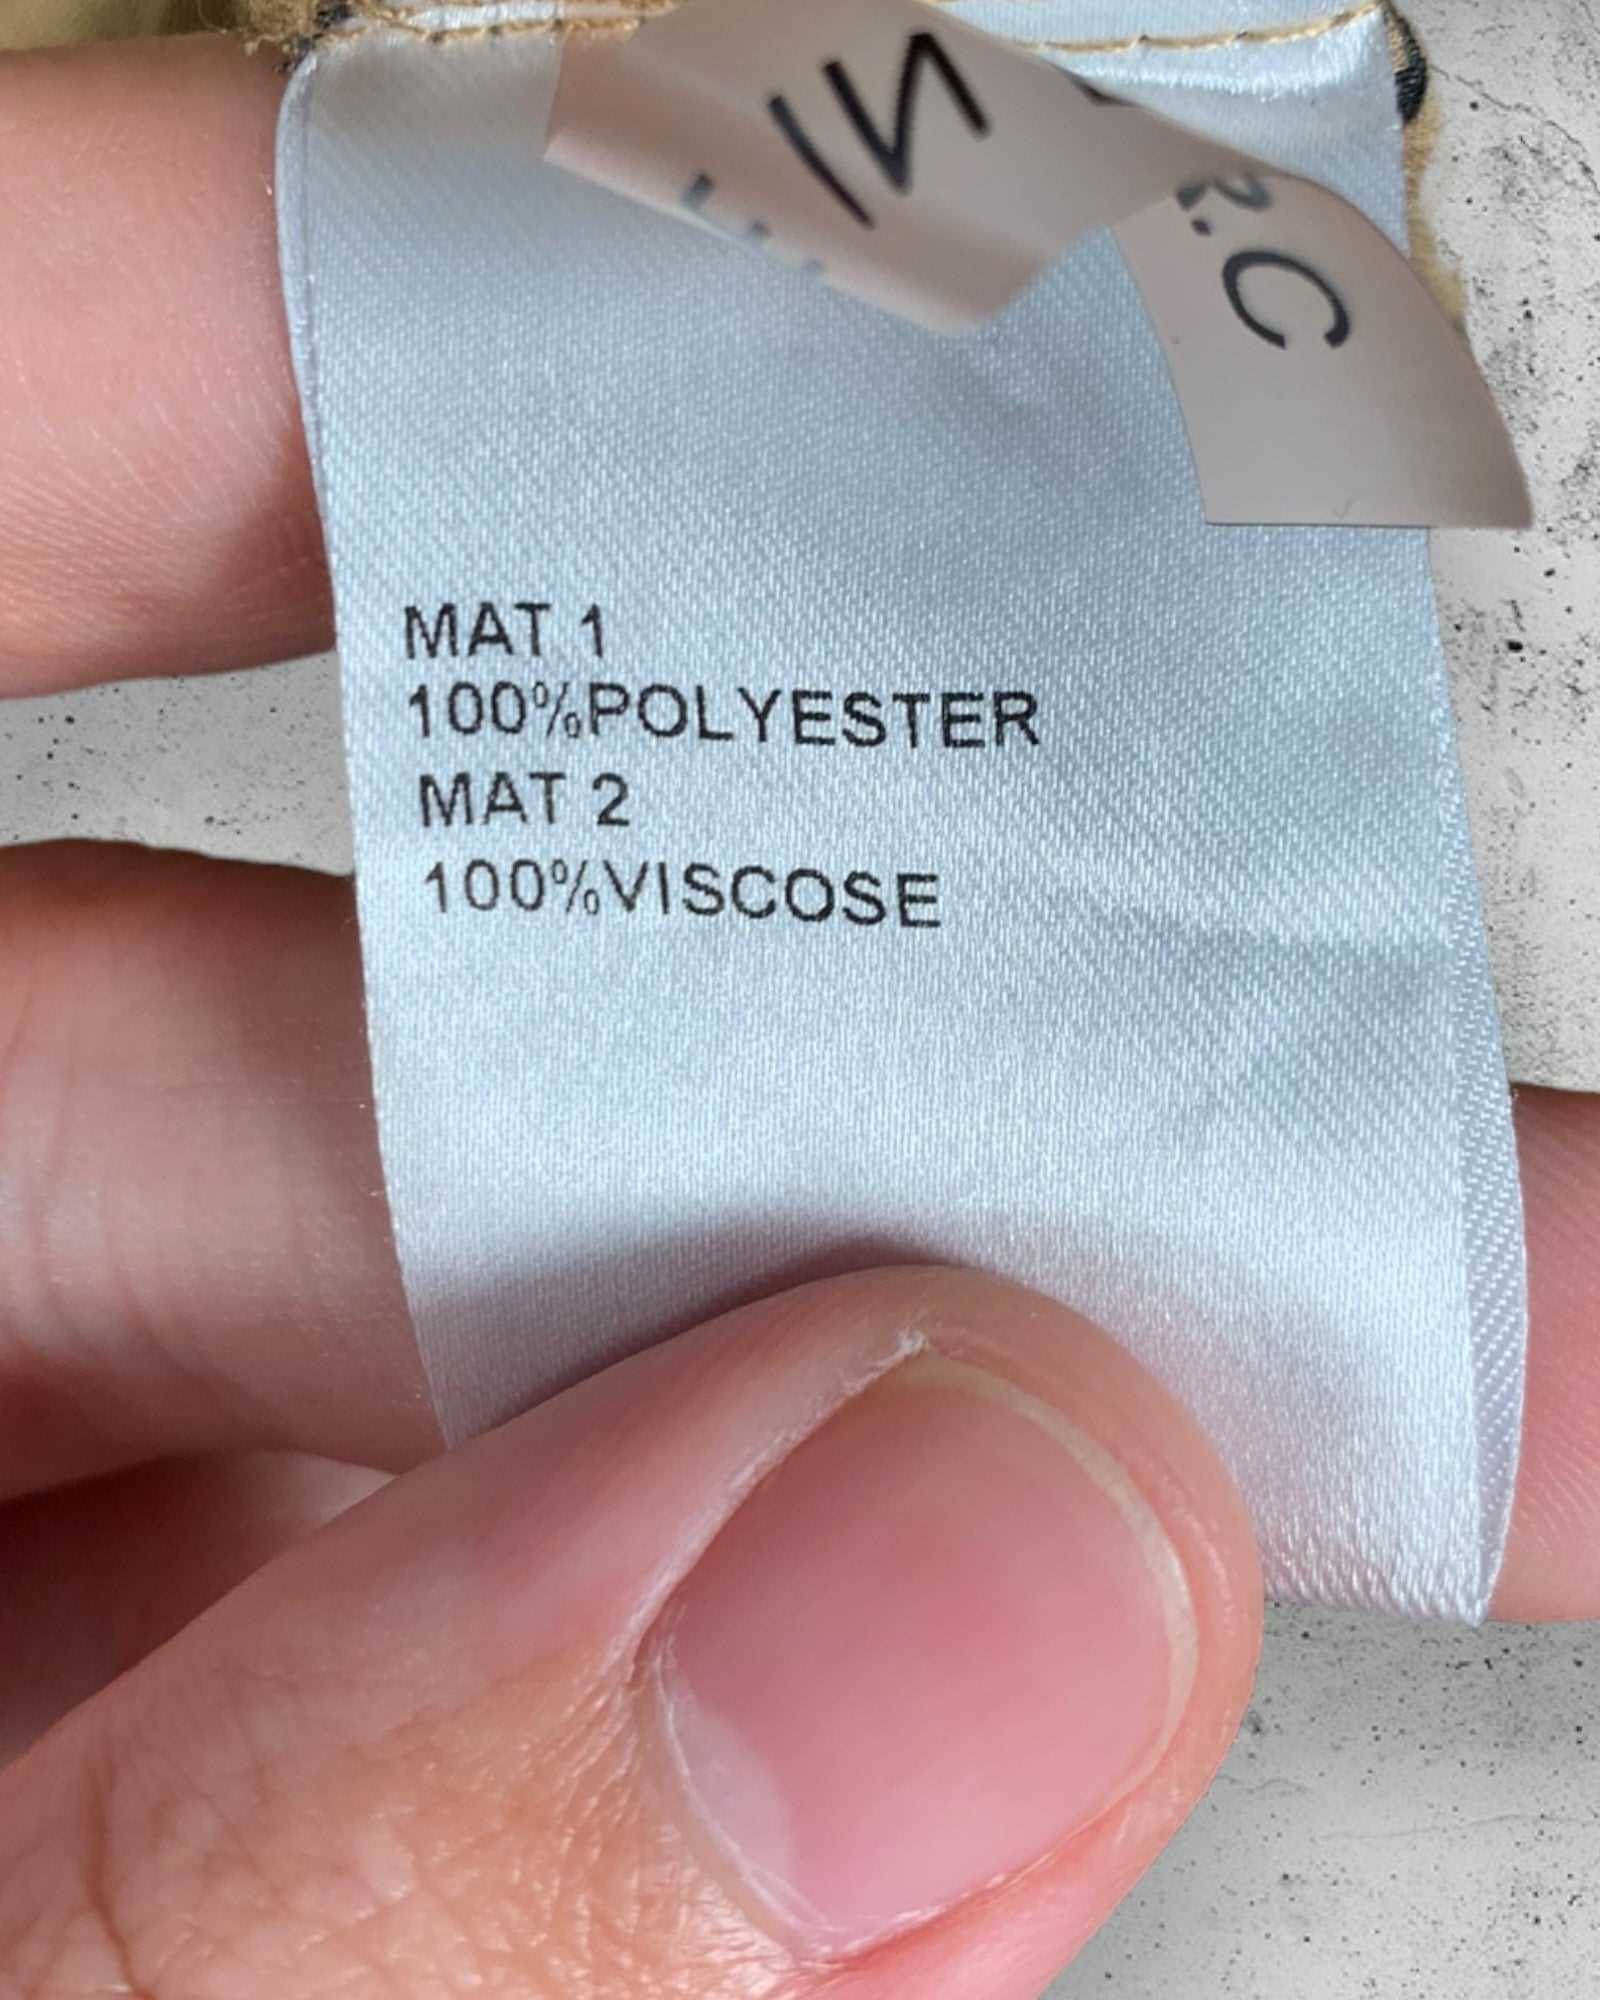 MAT 1
100%POLYESTER
MAT 2
100%VISCOSE